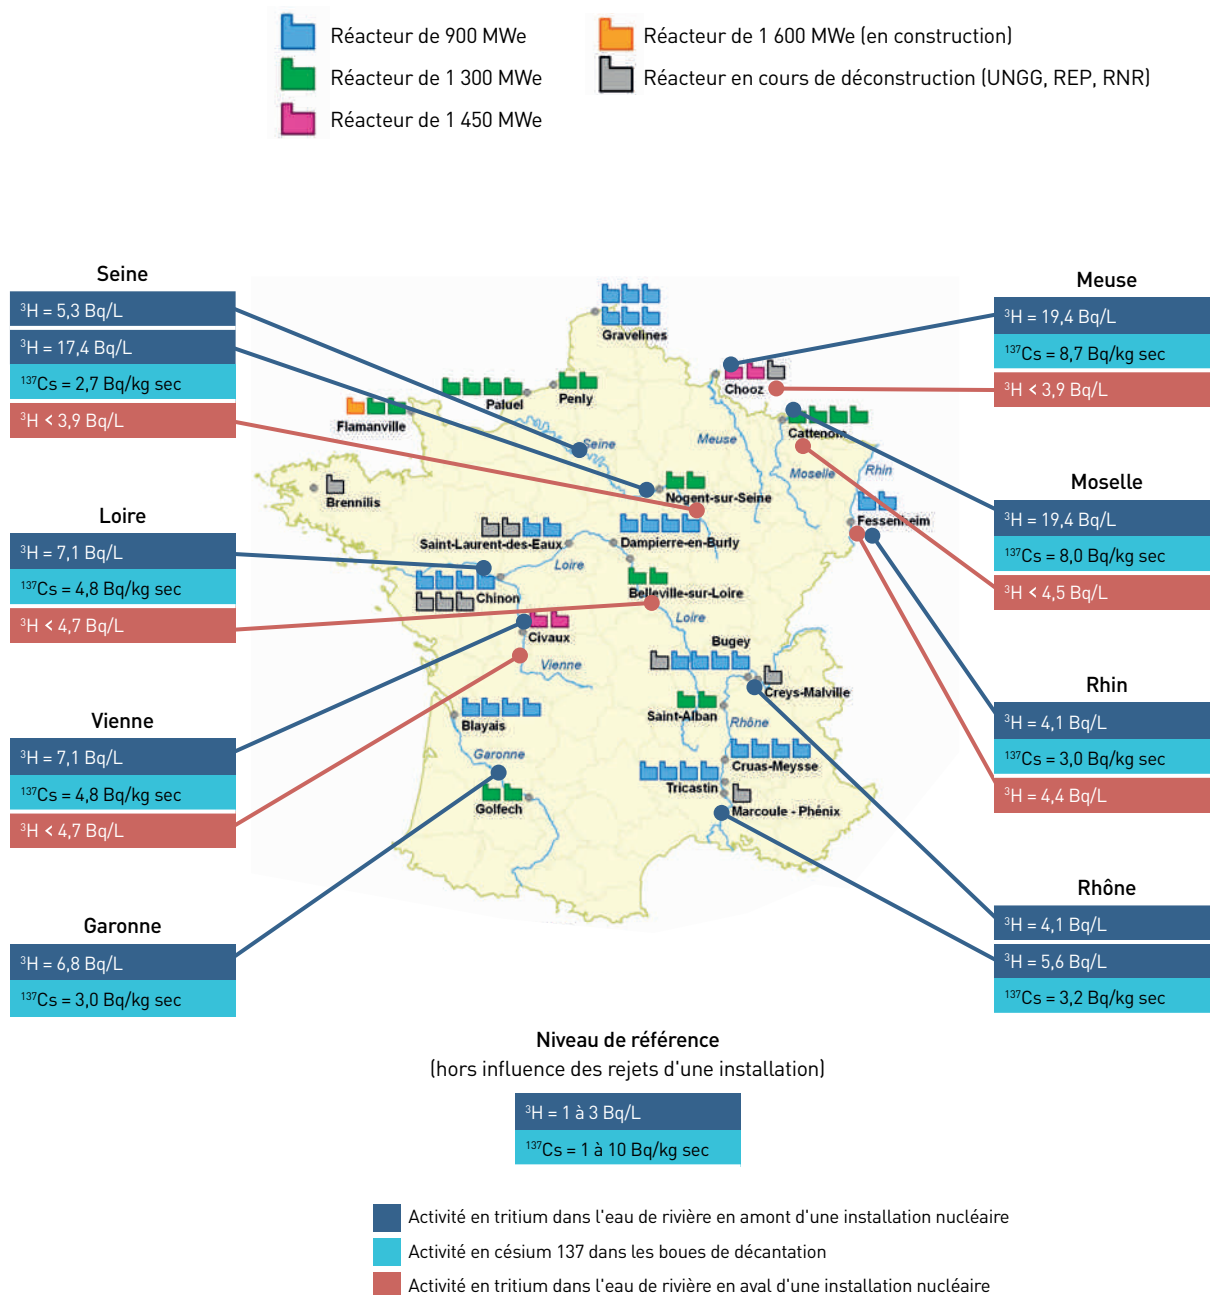 Réacteur de 900 MWe
Réacteur de 1 300 MWe
Réacteur de 1 450 MWe
Réacteur de 1 600 MWe (en construction)
Réacteur en cours de déconstruction (UNGG, REP, RNR)
Seine
³H = 5,3 Bq/L
³H = 17,4 Bq/L
¹³⁷Cs = 2,7 Bq/kg sec
³H < 3,9 Bq/L
Loire
³H = 7,1 Bq/L
¹³⁷Cs = 4,8 Bq/kg sec
³H < 4,7 Bq/L
Vienne
³H = 7,1 Bq/L
¹³⁷Cs = 4,8 Bq/kg sec
³H < 4,7 Bq/L
Garonne
³H = 6,8 Bq/L
¹³⁷Cs = 3,0 Bq/kg sec
Gravelines
Chooz
Penly
Paluel
Flamanville
Cattenom
Seine
Meuse
Moselle
Rhin
Brennilis
Nogent-sur-Seine
Fessenheim
Saint-Laurent-des-Eaux
Dampierre-en-Burly
Loire
Chinon
Belleville-sur-Loire
Loire
Civaux
Bugey
Vienne
Creys-Malville
Saint-Alban
Rhône
Blayais
Garonne
Cruas-Meysse
Tricastin
Golfech
Marcoule - Phénix
Meuse
³H = 19,4 Bq/L
¹³⁷Cs = 8,7 Bq/kg sec
³H < 3,9 Bq/L
Moselle
³H = 19,4 Bq/L
¹³⁷Cs = 8,0 Bq/kg sec
³H < 4,5 Bq/L
Rhin
³H = 4,1 Bq/L
¹³⁷Cs = 3,0 Bq/kg sec
³H = 4,4 Bq/L
Rhône
³H = 4,1 Bq/L
³H = 5,6 Bq/L
¹³⁷Cs = 3,2 Bq/kg sec
Niveau de référence
(hors influence des rejets d'une installation)
³H = 1 à 3 Bq/L
¹³⁷Cs = 1 à 10 Bq/kg sec
Activité en tritium dans l'eau de rivière en amont d'une installation nucléaire
Activité en césium 137 dans les boues de décantation
Activité en tritium dans l'eau de rivière en aval d'une installation nucléaire